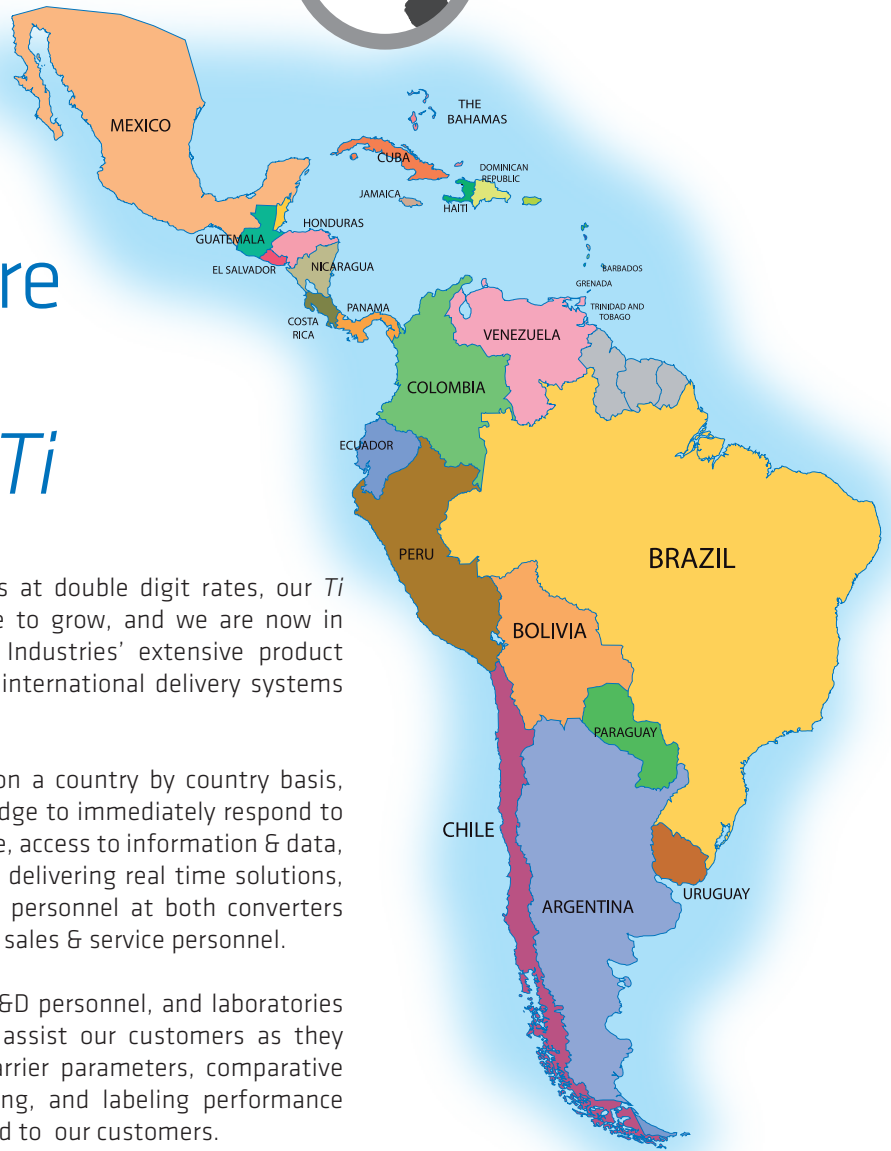 MEXICO
THE
BAHAMAS
CUBA
DOMINICAN
REPUBLIC
JAMAICA
HAITI
HONDURAS
GUATEMALA
EL SALVADOR
NICARAGUA
BARBADOS
GRENADA
TRINIDAD AND
TOBAGO
COSTA
RICA
PANAMA
VENEZUELA
COLOMBIA
ECUADOR
PERU
BRAZIL
BOLIVIA
PARAGUAY
CHILE
ARGENTINA
URUGUAY
re
Ti
s at double digit rates, our Ti
e to grow, and we are now in
Industries’ extensive product
international delivery systems
on a country by country basis,
dge to immediately respond to
e, access to information & data,
delivering real time solutions,
personnel at both converters
sales & service personnel.
&D personnel, and laboratories
assist our customers as they
arrier parameters, comparative
ng, and labeling performance
d to our customers.